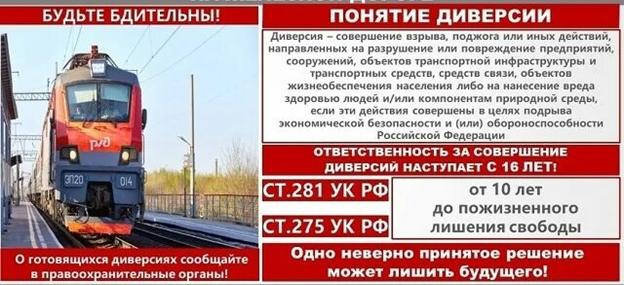 БУДЬТЕ БДИТЕЛЬНЫ!
РЖД
ЭП20 014
О готовящихся диверсиях сообщайте
в правоохранительные органы!
ПОНЯТИЕ ДИВЕРСИИ
Диверсия – совершение взрыва, поджога или иных действий,
направленных на разрушение или повреждение предприятий,
сооружений, объектов транспортной инфраструктуры и
транспортных средств, средств связи, объектов
жизнеобеспечения населения либо на нанесение вреда
здоровью людей и/или компонентам природной среды,
если эти действия совершены в целях подрыва
экономической безопасности и (или) обороноспособности
Российской Федерации
ОТВЕТСТВЕННОСТЬ ЗА СОВЕРШЕНИЕ
ДИВЕРСИЙ НАСТУПАЕТ С 16 ЛЕТ!
СТ.281 УК РФ
СТ.275 УК РФ
от 10 лет
до пожизненного
лишения свободы
Одно неверно принятое решение
может лишить будущего!